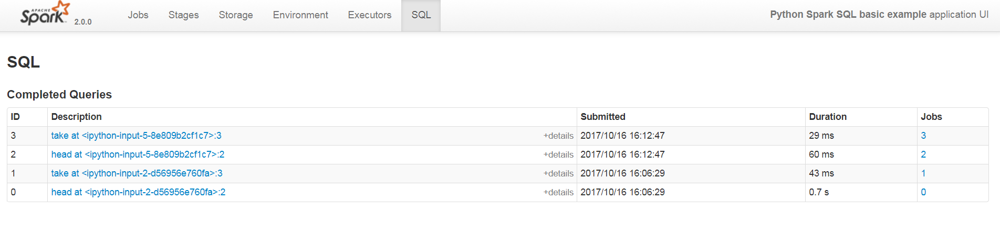 APACHE Spark 2.0.0 Jobs Stages Storage Environment Executors SQL Python Spark SQL basic example application UI
SQL
Completed Queries
ID Description Submitted Duration Jobs
3 take at <ipython-input-5-8e809b2cf1c7>:3 +details 2017/10/16 16:12:47 29 ms 3
2 head at <ipython-input-5-8e809b2cf1c7>:2 +details 2017/10/16 16:12:47 60 ms 2
1 take at <ipython-input-2-d56956e760fa>:3 +details 2017/10/16 16:06:29 43 ms 1
0 head at <ipython-input-2-d56956e760fa>:2 +details 2017/10/16 16:06:29 0.7 s 0